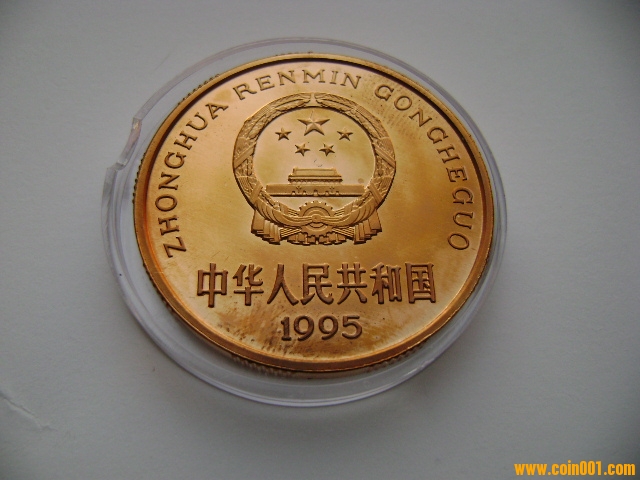 ZHONGHUA RENMIN GONGHEGUO
中华人民共和国
1995
www.coin001.com